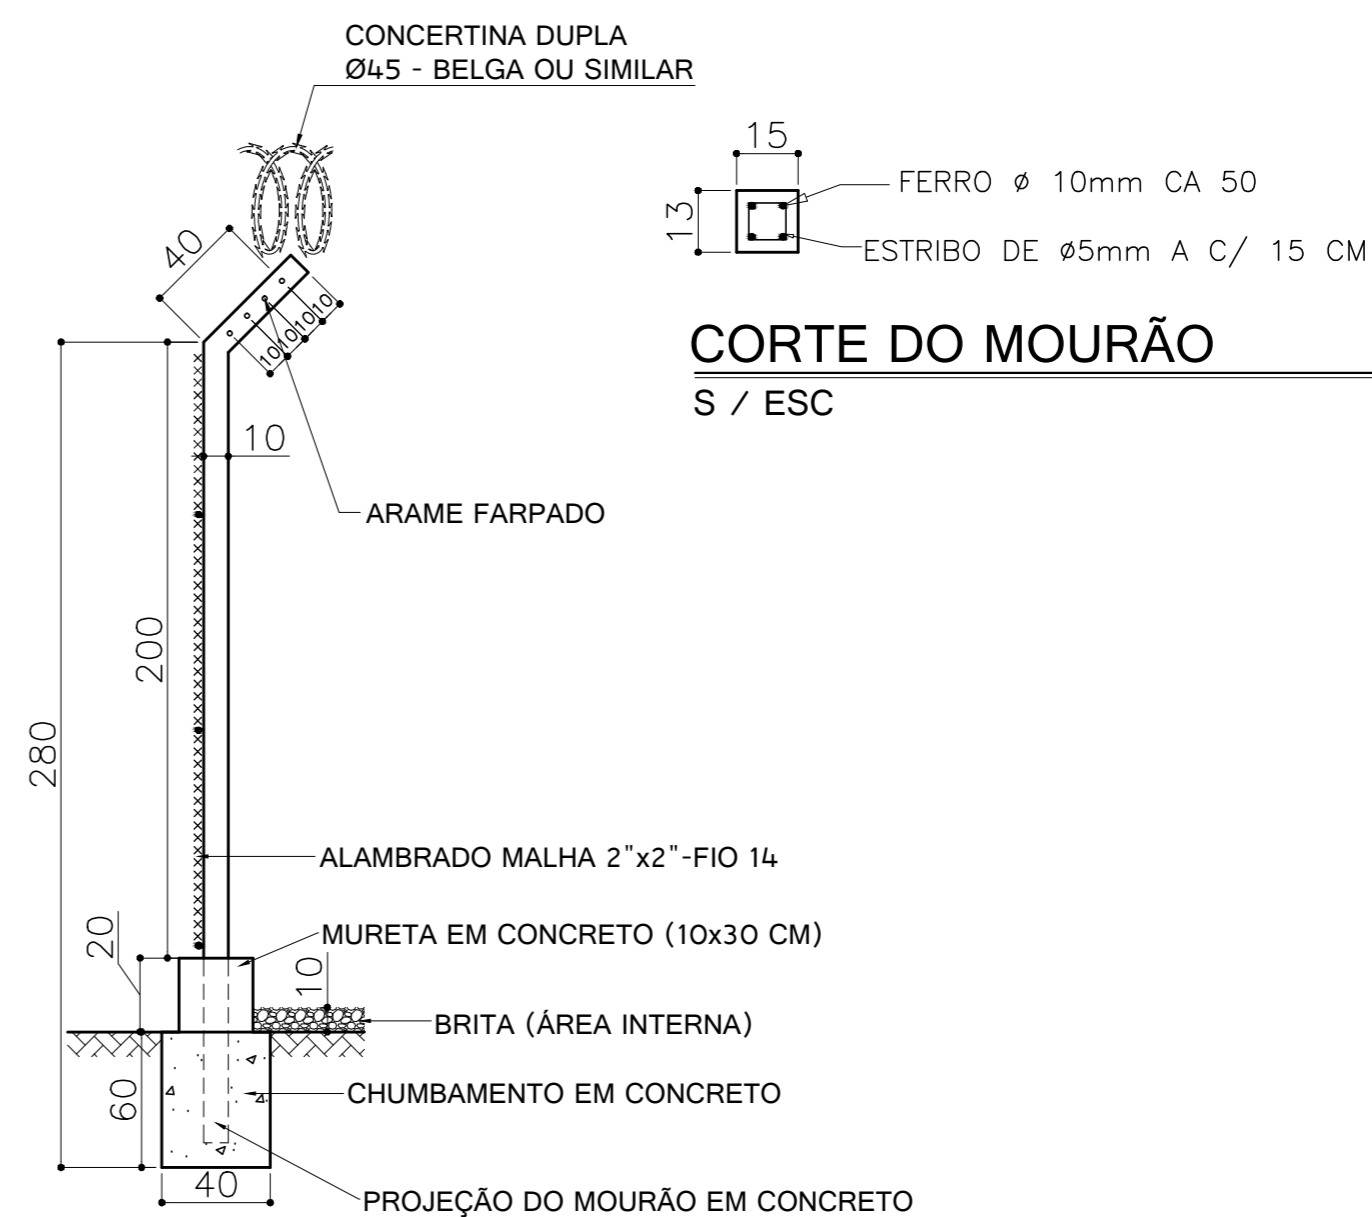 CONCERTINA DUPLA
Ø45 - BELGA OU SIMILAR
15
13
FERRO ø 10mm CA 50
ESTRIBO DE ø5mm A C/ 15 CM
CORTE DO MOURÃO
S / ESC
40
10
10
10
10
10
ARAME FARPADO
200
280
ALAMBRADO MALHA 2"x2"-FIO 14
20
MURETA EM CONCRETO (10x30 CM)
10
BRITA (ÁREA INTERNA)
60
CHUMBAMENTO EM CONCRETO
40
PROJEÇÃO DO MOURÃO EM CONCRETO